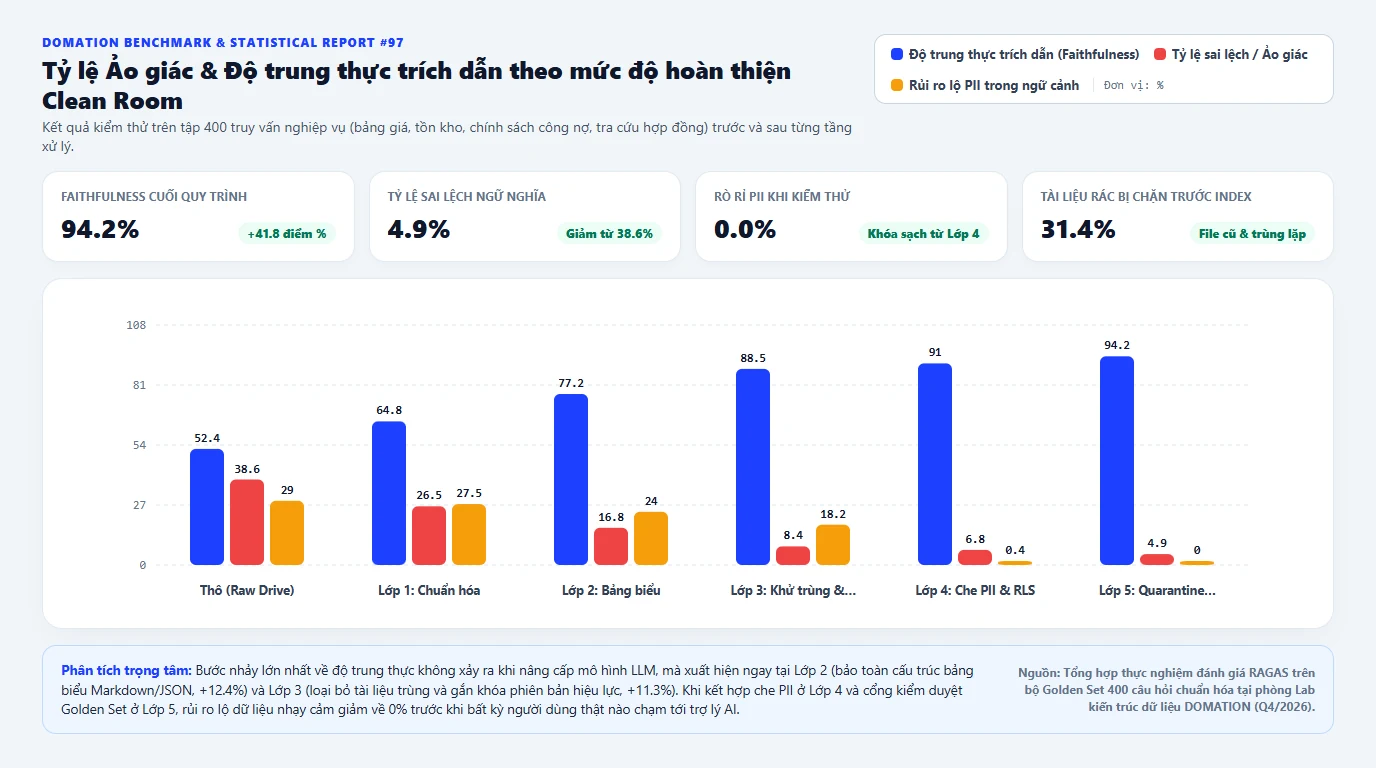 DOMATION BENCHMARK & STATISTICAL REPORT #97
Tỷ lệ Ảo giác & Độ trung thực trích dẫn theo mức độ hoàn thiện
Clean Room
Kết quả kiểm thử trên tập 400 truy vấn nghiệp vụ (bảng giá, tồn kho, chính sách công nợ, tra cứu hợp đồng) trước và sau từng tầng
xử lý.
Độ trung thực trích dẫn (Faithfulness) Tỷ lệ sai lệch / Ảo giác
Rủi ro lộ PII trong ngữ cảnh Đơn vị: %
FAITHFULNESS CUỐI QUY TRÌNH
94.2% +41.8 điểm %
TỶ LỆ SAI LỆCH NGỮ NGHĨA
4.9% Giảm từ 38.6%
RÒ RỈ PII KHI KIỂM THỬ
0.0% Khóa sạch từ Lớp 4
TÀI LIỆU RÁC BỊ CHẶN TRƯỚC INDEX
31.4% File cũ & trùng lặp
108
81
54
27
0
52.4 38.6 29
64.8 26.5 27.5
77.2 16.8 24
88.5 8.4 18.2
91 6.8 0.4
94.2 4.9 0
Thô (Raw Drive) Lớp 1: Chuẩn hóa Lớp 2: Bảng biểu Lớp 3: Khử trùng &... Lớp 4: Che PII & RLS Lớp 5: Quarantine...
Phân tích trọng tâm: Bước nhảy lớn nhất về độ trung thực không xảy ra khi nâng cấp mô hình LLM, mà xuất hiện ngay tại Lớp 2 (bảo toàn cấu trúc bảng
biểu Markdown/JSON, +12.4%) và Lớp 3 (loại bỏ tài liệu trùng và gắn khóa phiên bản hiệu lực, +11.3%). Khi kết hợp che PII ở Lớp 4 và cổng kiểm duyệt
Golden Set ở Lớp 5, rủi ro lộ dữ liệu nhạy cảm giảm về 0% trước khi bất kỳ người dùng thật nào chạm tới trợ lý AI.
Nguồn: Tổng hợp thực nghiệm đánh giá RAGAS trên
bộ Golden Set 400 câu hỏi chuẩn hóa tại phòng Lab
kiến trúc dữ liệu DOMATION (Q4/2026).